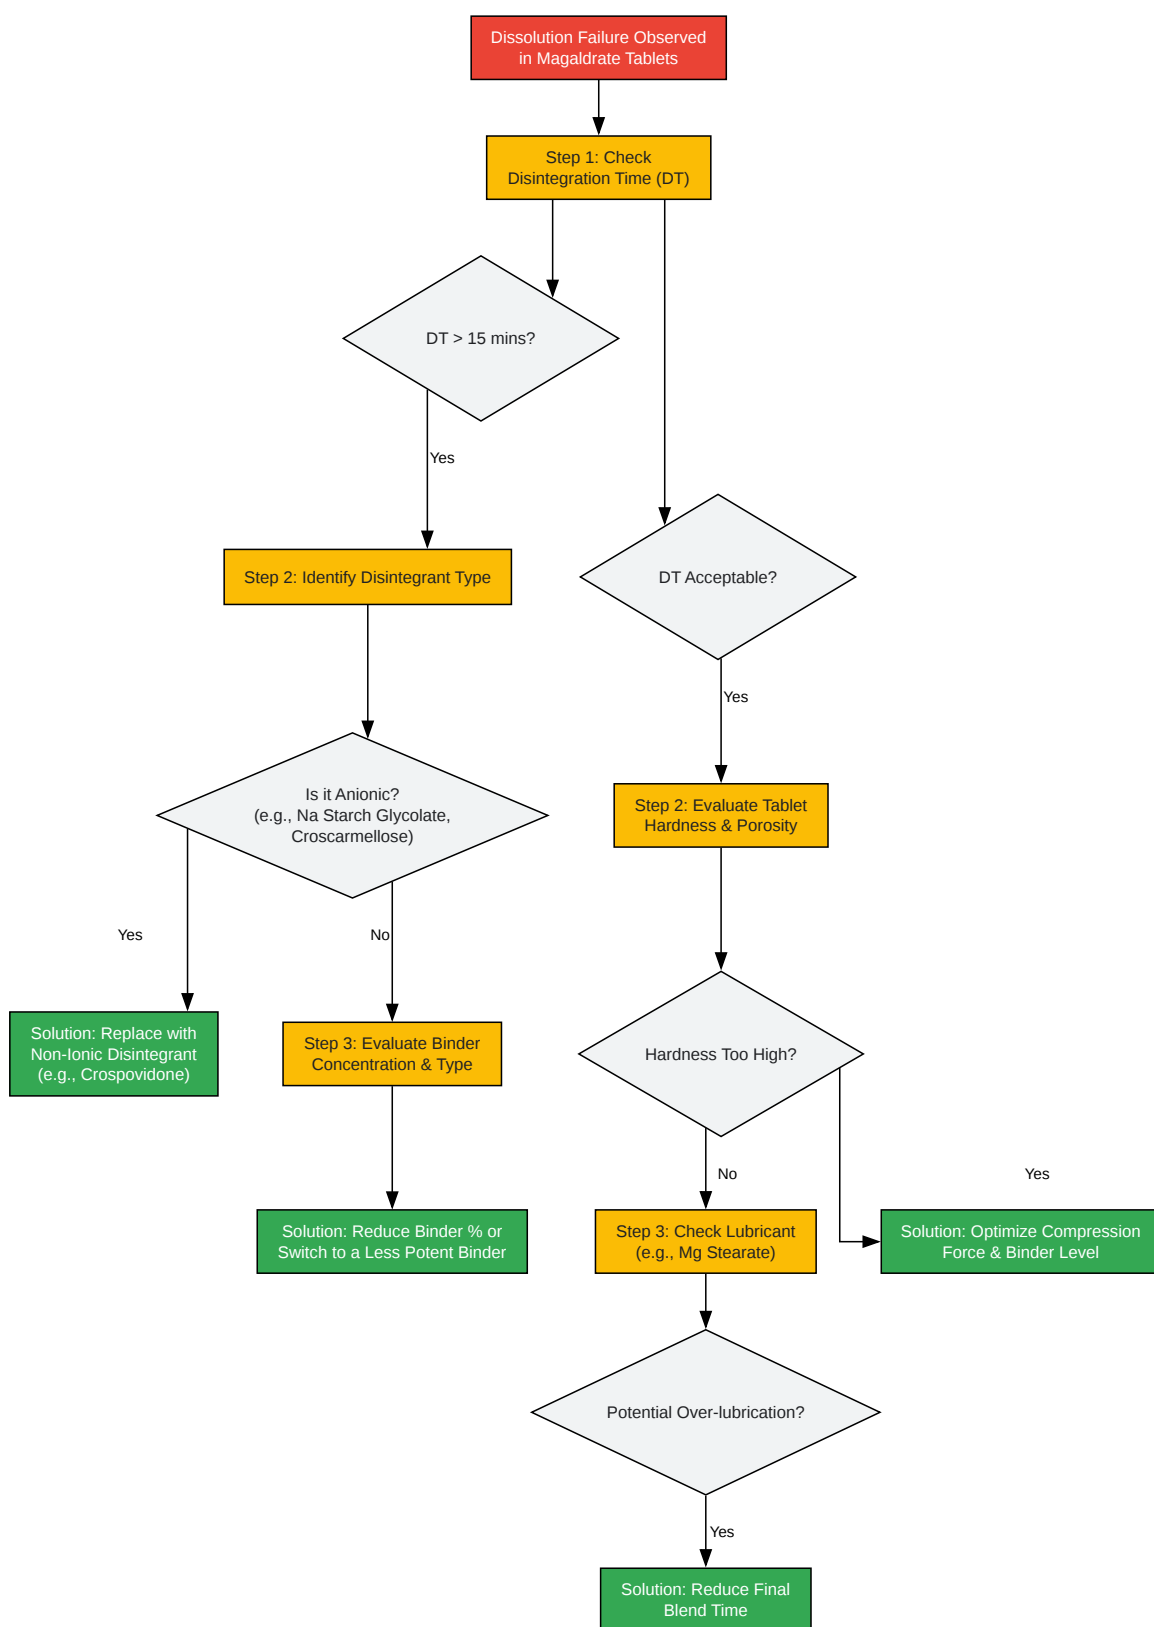 Dissolution Failure Observed
in Magaldrate Tablets
Step 1: Check
Disintegration Time (DT)
DT > 15 mins?
Yes
Step 2: Identify Disintegrant Type
DT Acceptable?
Yes
Is it Anionic?
(e.g., Na Starch Glycolate,
Croscarmellose)
Step 2: Evaluate Tablet
Hardness & Porosity
Yes
No
Solution: Replace with
Non-Ionic Disintegrant
(e.g., Crospovidone)
Step 3: Evaluate Binder
Concentration & Type
Hardness Too High?
No
Yes
Solution: Reduce Binder % or
Switch to a Less Potent Binder
Step 3: Check Lubricant
(e.g., Mg Stearate)
Solution: Optimize Compression
Force & Binder Level
Potential Over-lubrication?
Yes
Solution: Reduce Final
Blend Time